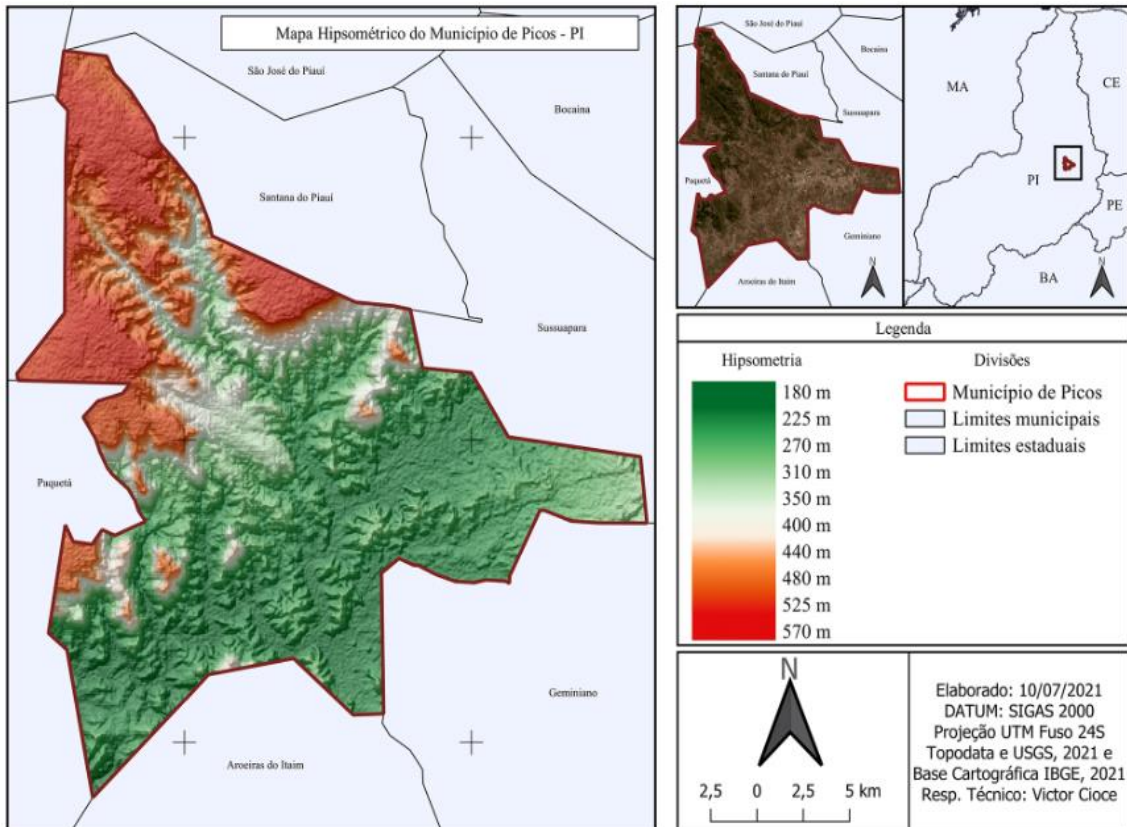 Mapa Hipsométrico do Município de Picos - PI
São José do Piauí
Bocaina
Santana do Piauí
Sussuapara
Paquetá
Geminiano
Aroeiras do Itaim
São José do Piauí
Bocaina
Santana do Piauí
Sussuapara
Paquetá
Geminiano
Aroeiras do Itaim
N
MA
CE
PI
PE
BA
N
Legenda
Hipsometria
180 m
225 m
270 m
310 m
350 m
400 m
440 m
480 m
525 m
570 m
Divisões
Município de Picos
Limites municipais
Limites estaduais
N
2,5 0 2,5 5 km
Elaborado: 10/07/2021
DATUM: SIGAS 2000
Projeção UTM Fuso 24S
Topodata e USGS, 2021 e
Base Cartográfica IBGE, 2021
Resp. Técnico: Victor Cioce